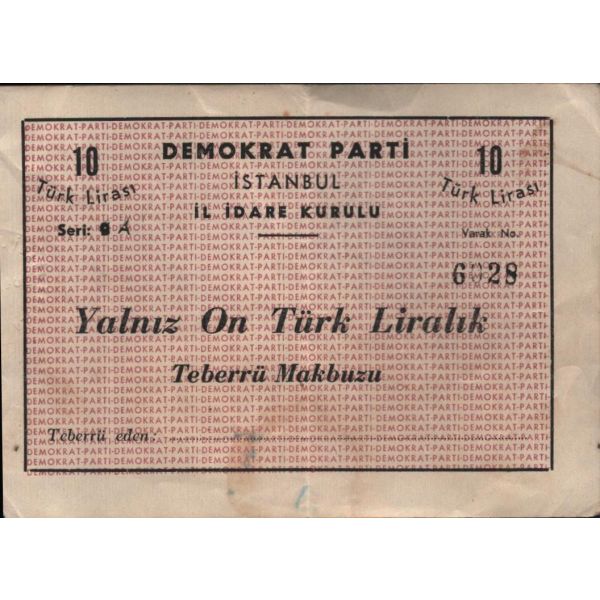 10 DEMOKRAT PARTİ 10
Türk Lirası İSTANBUL Türk Lirası
İL İDARE KURULU
Seri: A Varak No.
6028
Yalnız On Türk Liralık
Teberrü Makbuzu
Teberrü eden: